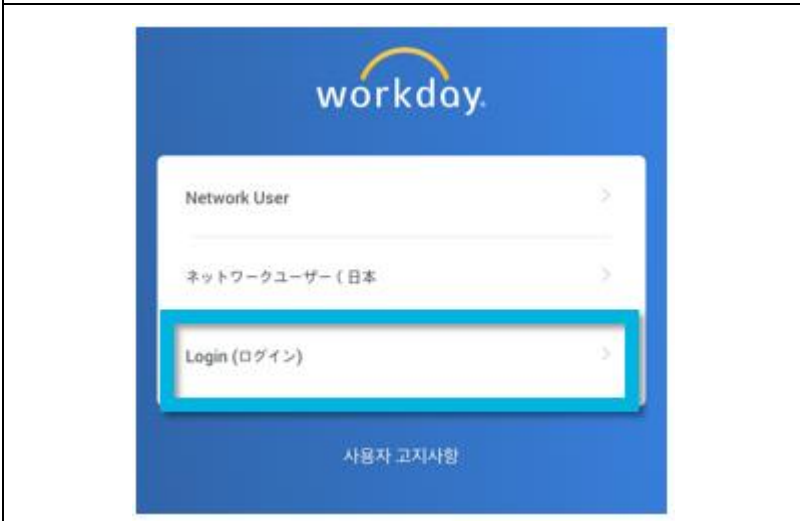 workday.
Network User
ネットワークユーザー ( 日本
Login (ログイン)
사용자 고지사항